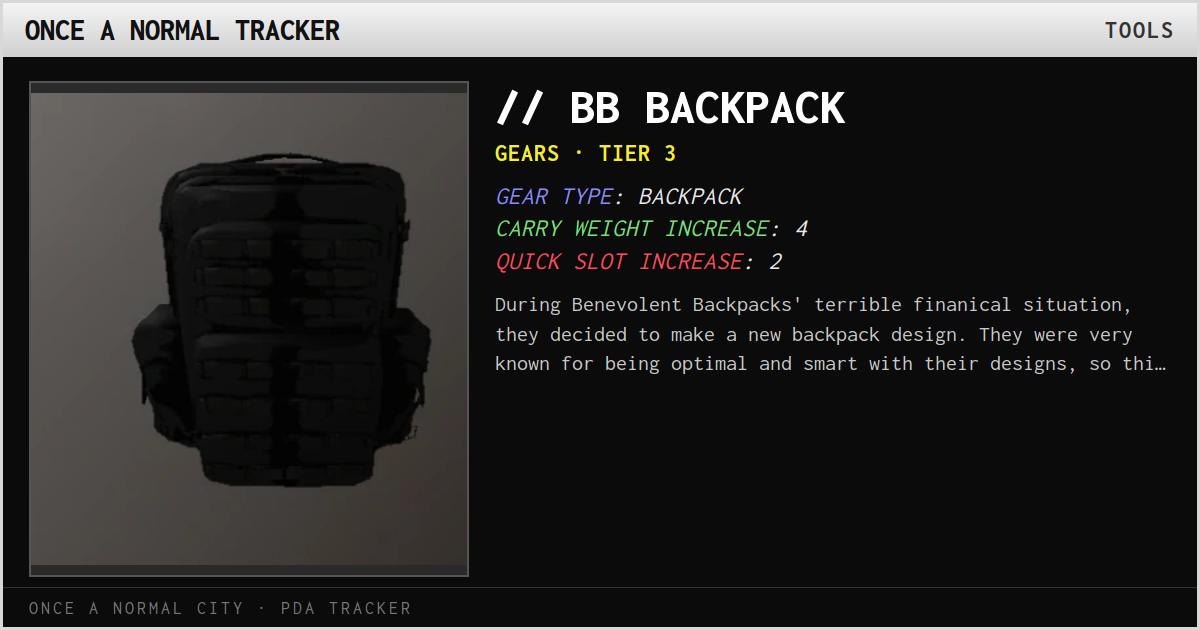 ONCE A NORMAL TRACKER
TOOLS
// BB BACKPACK
GEARS · TIER 3
GEAR TYPE: BACKPACK
CARRY WEIGHT INCREASE: 4
QUICK SLOT INCREASE: 2
During Benevolent Backpacks' terrible finanical situation,
they decided to make a new backpack design. They were very
known for being optimal and smart with their designs, so thi…
ONCE A NORMAL CITY · PDA TRACKER